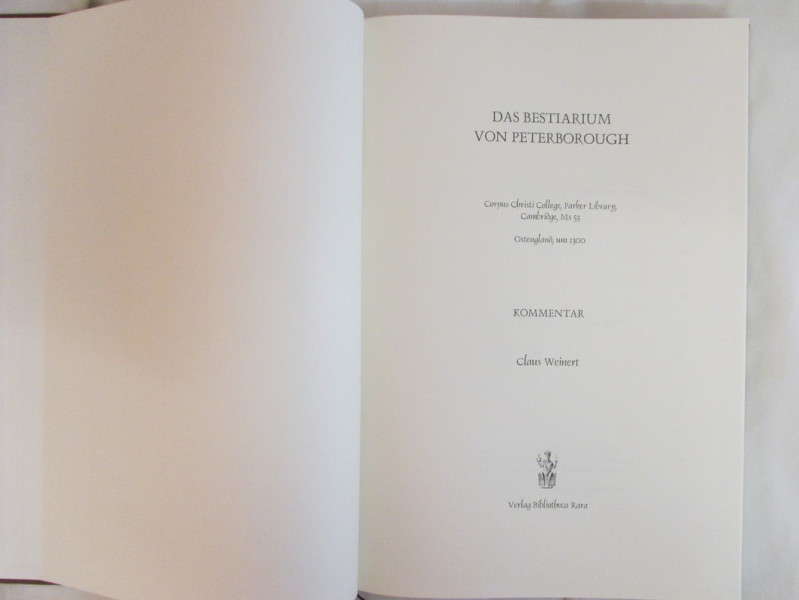 DAS BESTIARIUM
VON PETERBOROUGH
Corpus Christi College, Parker Library,
Cambridge, Ms 53
Ostengland, um 1300
KOMMENTAR
Claus Weinert
Verlag Bibliotheca Rara